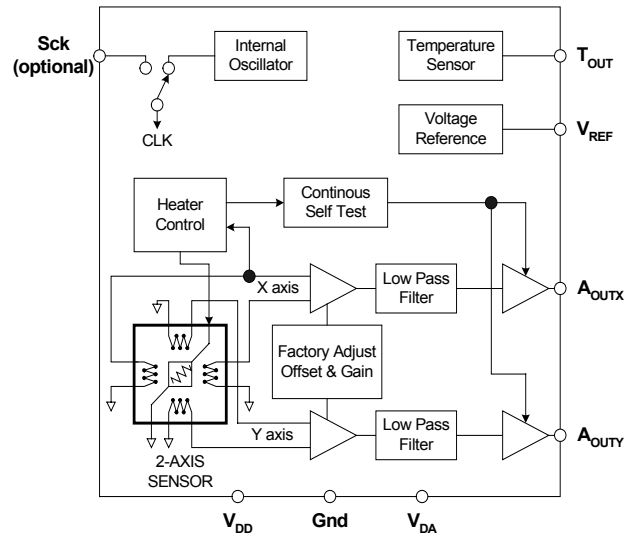 Sck
(optional)
Internal
Oscillator
Temperature
Sensor
TOUT
CLK
Voltage
Reference
VREF
Heater
Control
Continous
Self Test
X axis
Low Pass
Filter
AOUTX
Factory Adjust
Offset & Gain
Y axis
Low Pass
Filter
AOUTY
2-AXIS
SENSOR
VDD
Gnd
VDA